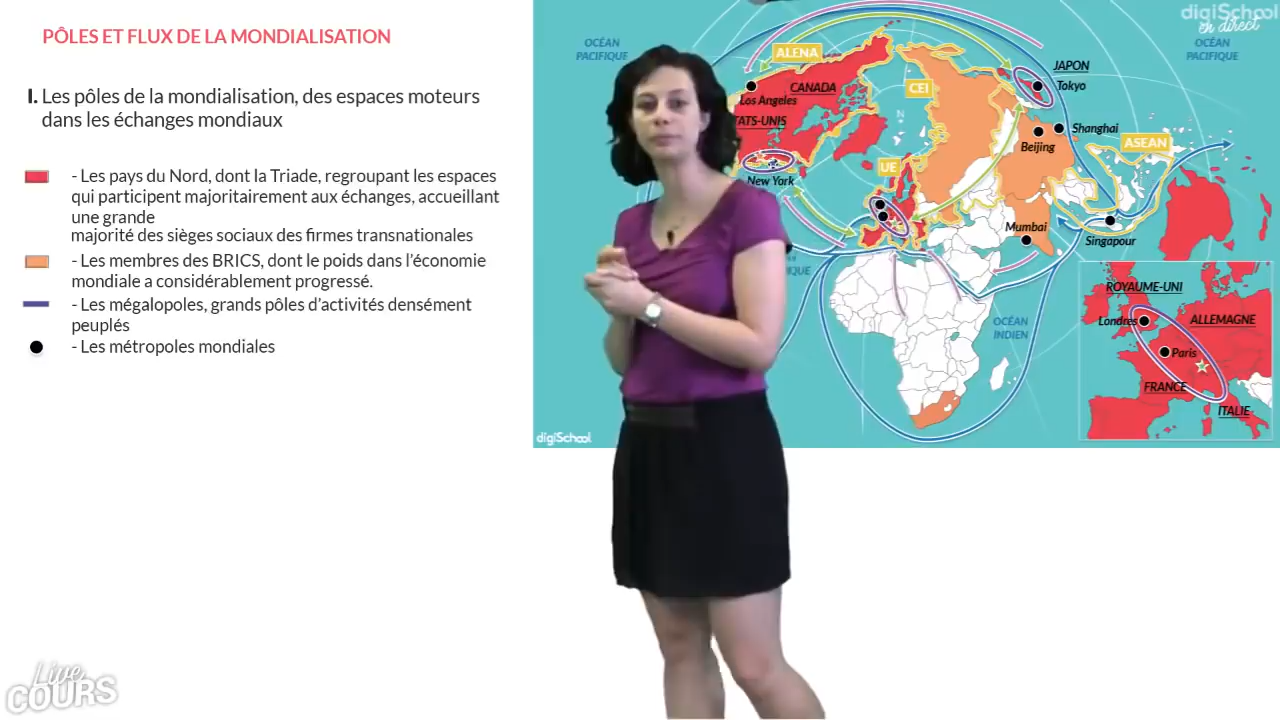 PÔLES ET FLUX DE LA MONDIALISATION
I. Les pôles de la mondialisation, des espaces moteurs
dans les échanges mondiaux
- Les pays du Nord, dont la Triade, regroupant les espaces
qui participent majoritairement aux échanges, accueillant
une grande
majorité des sièges sociaux des firmes transnationales
- Les membres des BRICS, dont le poids dans l'économie
mondiale a considérablement progressé.
- Les mégalopoles, grands pôles d'activités densément
peuplés
- Les métropoles mondiales
Live
COURS
digiSchool
en direct
OCÉAN
PACIFIQUE
OCÉAN
PACIFIQUE
ALENA
JAPON
CANADA
CEI
Tokyo
Los Angeles
TATS-UNIS
N
Shanghai
Beijing
ASEAN
UE
New York
Mumbai
Singapour
IQUE
OCÉAN
INDIEN
ROYAUME-UNI
Londres
ALLEMAGNE
Paris
FRANCE
ITALIE
digiSchool